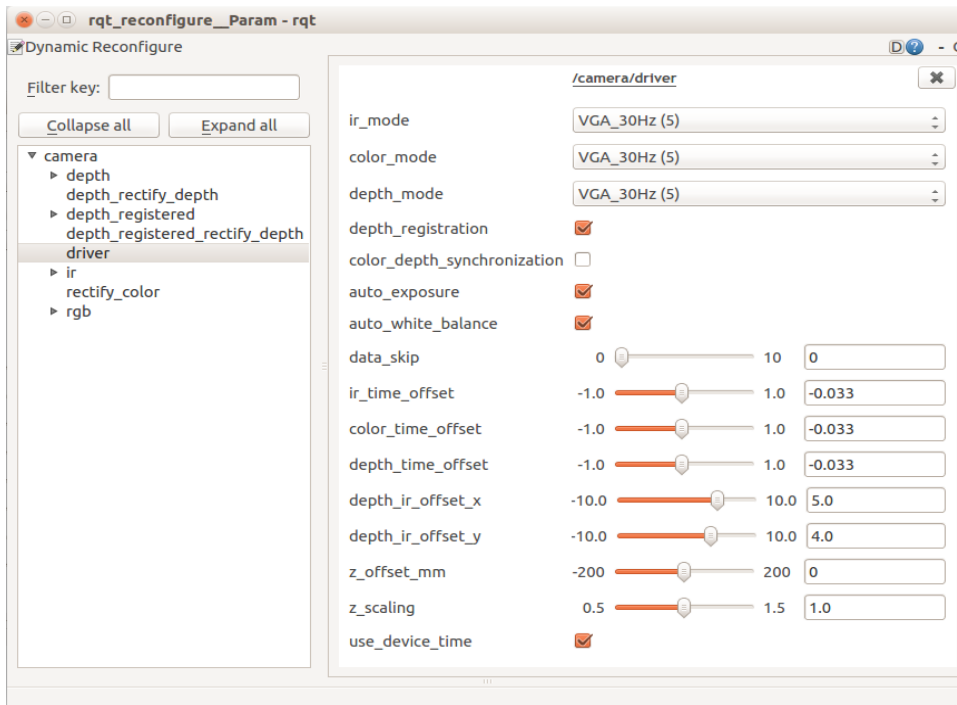 rqt_reconfigure__Param - rqt
Dynamic Reconfigure
D ? -
Filter key:
Collapse all Expand all
camera
depth
depth_rectify_depth
depth_registered
depth_registered_rectify_depth
driver
ir
rectify_color
rgb
/camera/driver
ir_mode VGA_30Hz (5)
color_mode VGA_30Hz (5)
depth_mode VGA_30Hz (5)
depth_registration
color_depth_synchronization
auto_exposure
auto_white_balance
data_skip 0 10 0
ir_time_offset -1.0 1.0 -0.033
color_time_offset -1.0 1.0 -0.033
depth_time_offset -1.0 1.0 -0.033
depth_ir_offset_x -10.0 10.0 5.0
depth_ir_offset_y -10.0 10.0 4.0
z_offset_mm -200 200 0
z_scaling 0.5 1.5 1.0
use_device_time